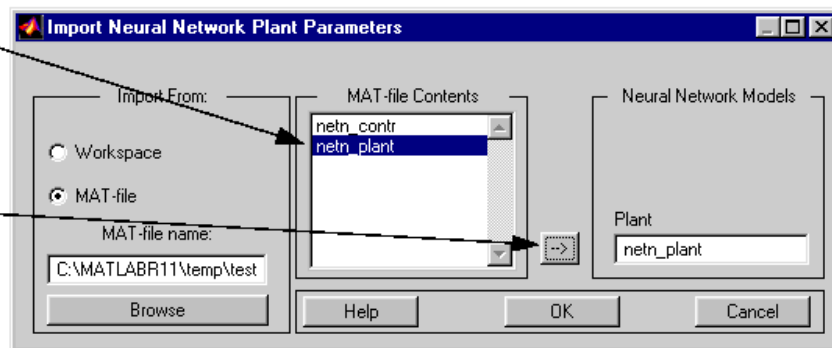 Import Neural Network Plant Parameters
Import From:
Workspace
MAT-file
MAT-file name:
C:\MATLABR11\temp\test
Browse
MAT-file Contents
netn_contr
netn_plant
-->
Neural Network Models
Plant
netn_plant
Help
OK
Cancel